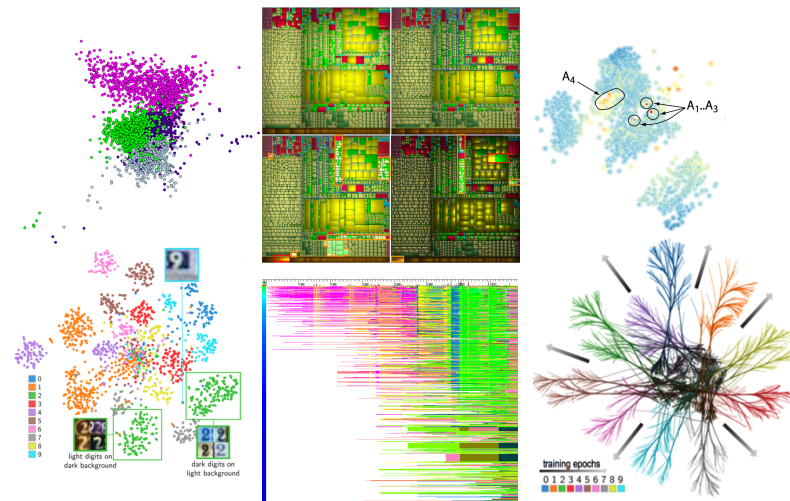 A₄
A₁..A₃
0
1
2
3
4
5
6
7
8
9
light digits on
dark background
dark digits on
light background
training epochs
0 1 2 3 4 5 6 7 8 9